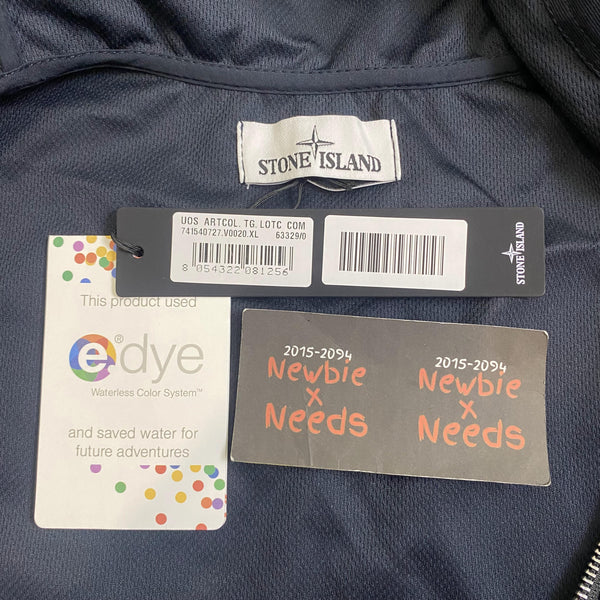 STONE ISLAND
UOS ARTCOL. TG. LOTC COM
741540727.V0020.XL 63329/0
8 054322 081256
STONE ISLAND
This product used
e®dye
Waterless Color System™
and saved water for
future adventures
2015-2094
Newbie
x
Needs
2015-2094
Newbie
x
Needs